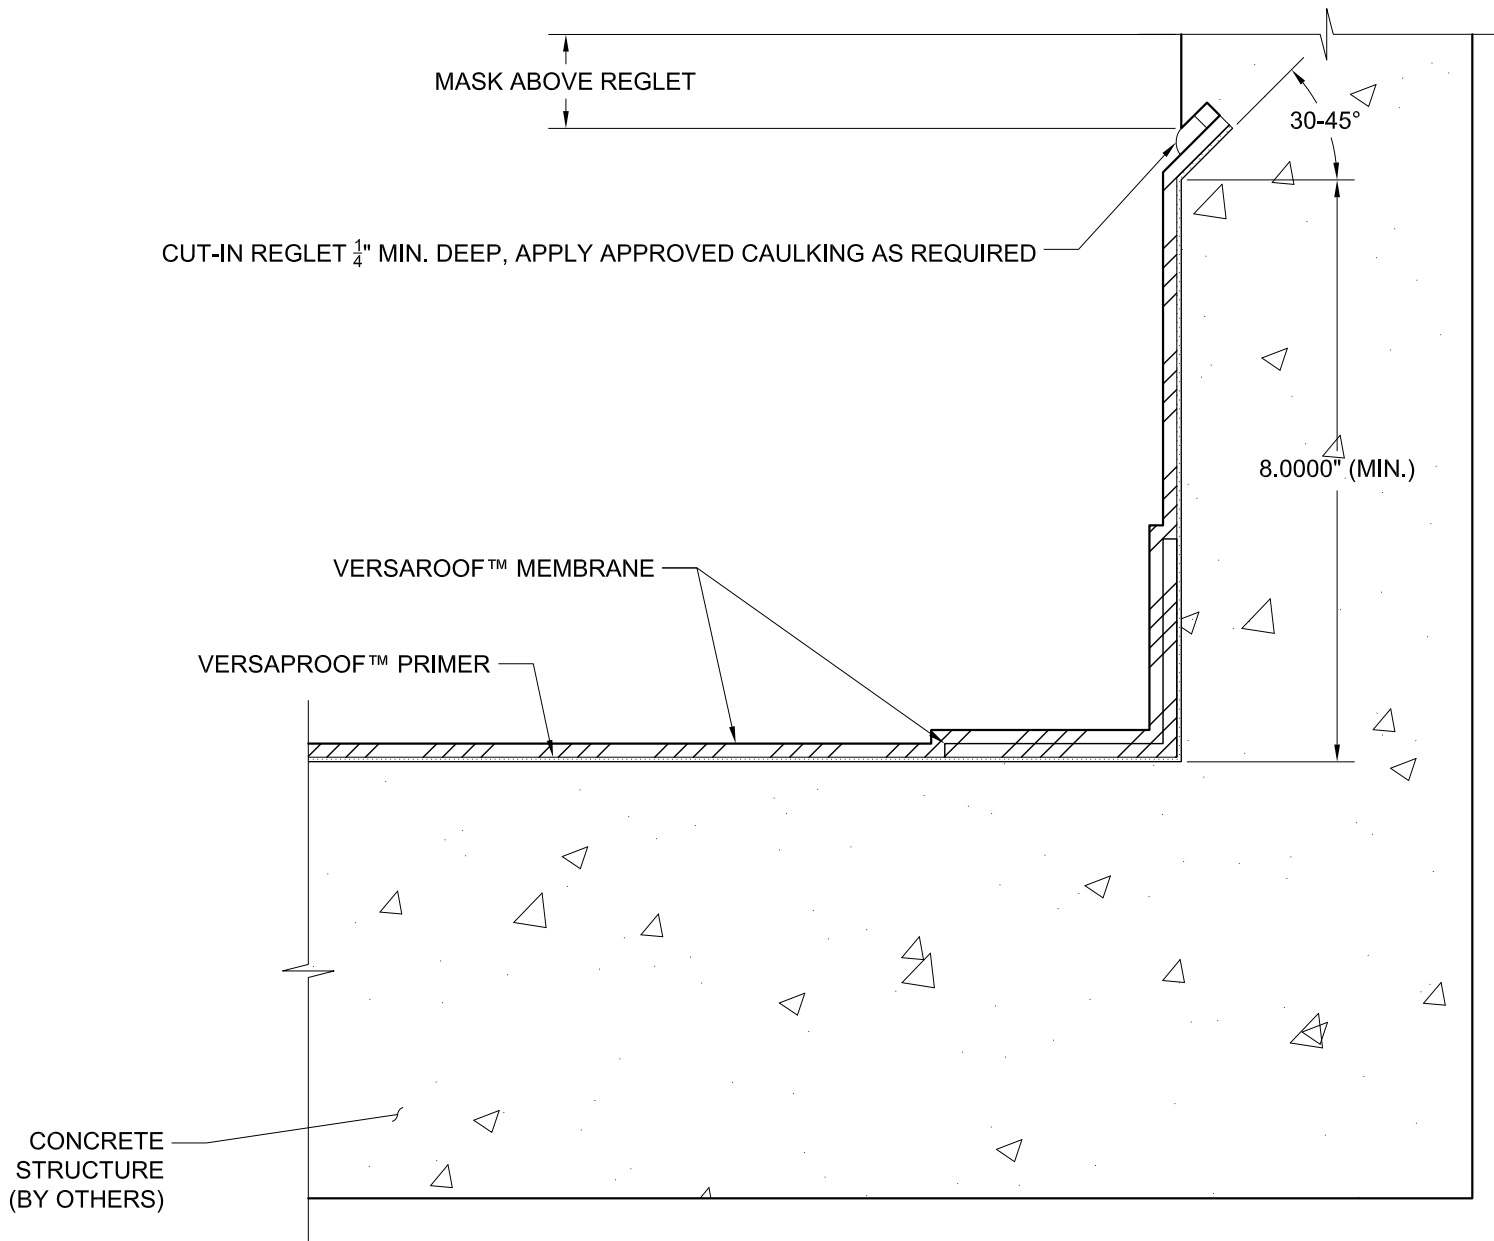 MASK ABOVE REGLET
30-45°
CUT-IN REGLET 1/4" MIN. DEEP, APPLY APPROVED CAULKING AS REQUIRED
8.0000" (MIN.)
VERSAROOF™ MEMBRANE
VERSAPROOF™ PRIMER
CONCRETE
STRUCTURE
(BY OTHERS)